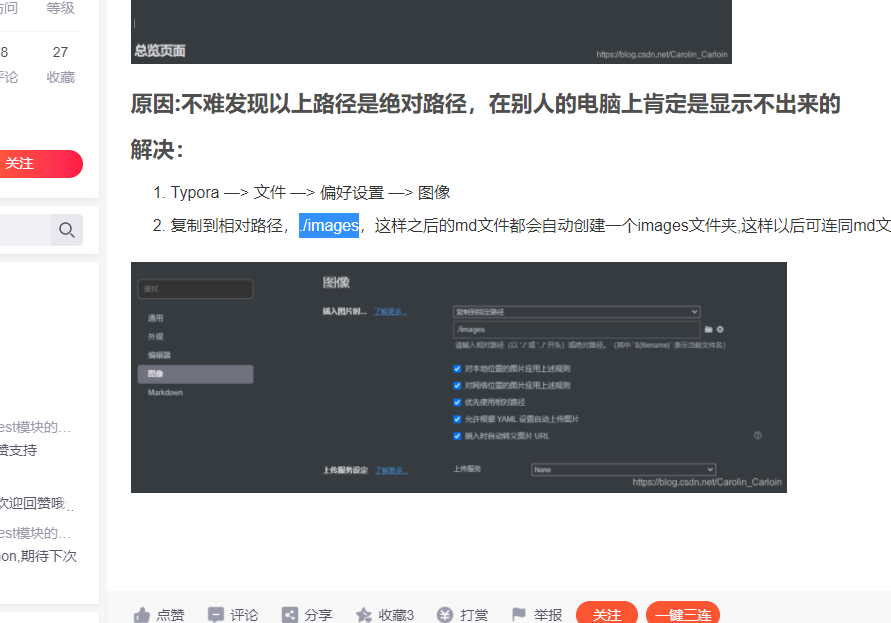 访问
等级
8
27
评论
收藏
关注
总览页面
https://blog.csdn.net/Carolin_Carloin
原因:不难发现以上路径是绝对路径，在别人的电脑上肯定是显示不出来的
解决：
1. Typora —> 文件 —> 偏好设置 —> 图像
2. 复制到相对路径，./images，这样之后的md文件都会自动创建一个images文件夹,这样以后可连同md文
查找...
通用
外观
编辑器
图像
Markdown
图像
插入图片时... 了解更多...
复制到指定路径
./images
请输入相对路径（以 './' 或 '../' 开头）或绝对路径。（其中 '${filename}' 表示当前文件名）
对本地位置的图片应用上述规则
对网络位置的图片应用上述规则
优先使用相对路径
允许根据 YAML 设置自动上传图片
插入时自动转义图片 URL
上传服务设定 了解更多...
上传服务
None
https://blog.csdn.net/Carolin_Carloin
est模块的...
赞支持
欢迎回赞哦...
est模块的...
on,期待下次
点赞 评论 分享 收藏3 打赏 举报 关注 一键三连